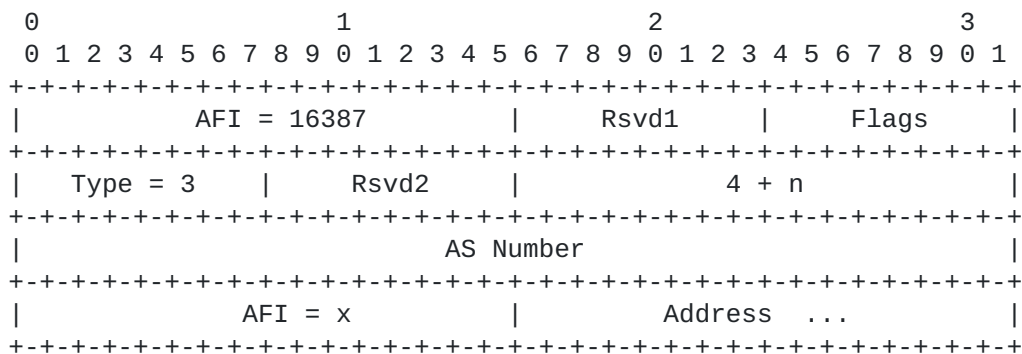 0                   1                   2                   3
 0 1 2 3 4 5 6 7 8 9 0 1 2 3 4 5 6 7 8 9 0 1 2 3 4 5 6 7 8 9 0 1
+-+-+-+-+-+-+-+-+-+-+-+-+-+-+-+-+-+-+-+-+-+-+-+-+-+-+-+-+-+-+-+-+
|           AFI = 16387         |     Rsvd1     |     Flags     |
+-+-+-+-+-+-+-+-+-+-+-+-+-+-+-+-+-+-+-+-+-+-+-+-+-+-+-+-+-+-+-+-+
|   Type = 3    |     Rsvd2     |             4 + n             |
+-+-+-+-+-+-+-+-+-+-+-+-+-+-+-+-+-+-+-+-+-+-+-+-+-+-+-+-+-+-+-+-+
|                           AS Number                           |
+-+-+-+-+-+-+-+-+-+-+-+-+-+-+-+-+-+-+-+-+-+-+-+-+-+-+-+-+-+-+-+-+
|              AFI = x          |         Address  ...          |
+-+-+-+-+-+-+-+-+-+-+-+-+-+-+-+-+-+-+-+-+-+-+-+-+-+-+-+-+-+-+-+-+